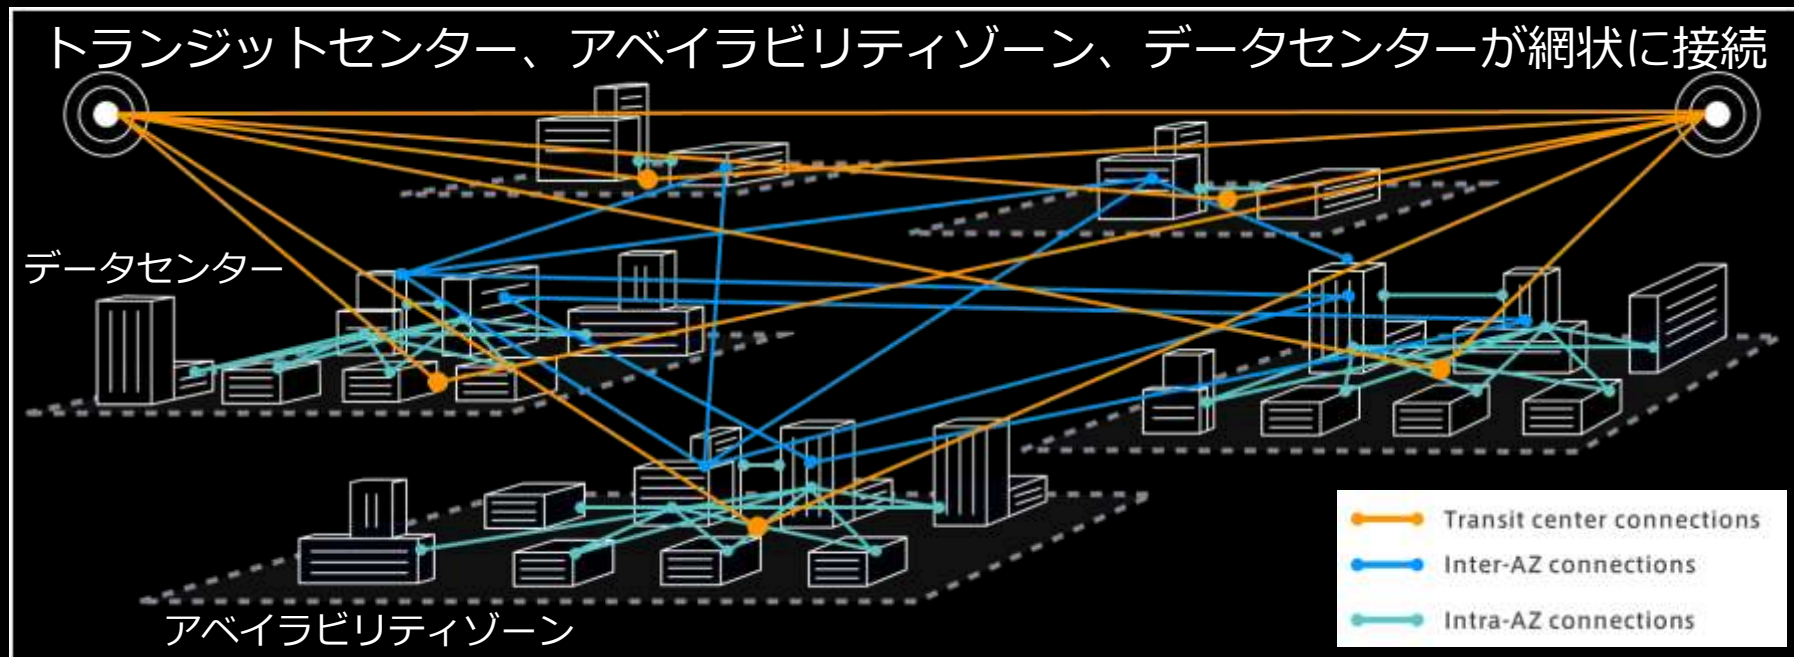 トランジットセンター、アベイラビリティゾーン、データセンターが網状に接続
データセンター
アベイラビリティゾーン
Transit center connections
Inter-AZ connections
Intra-AZ connections